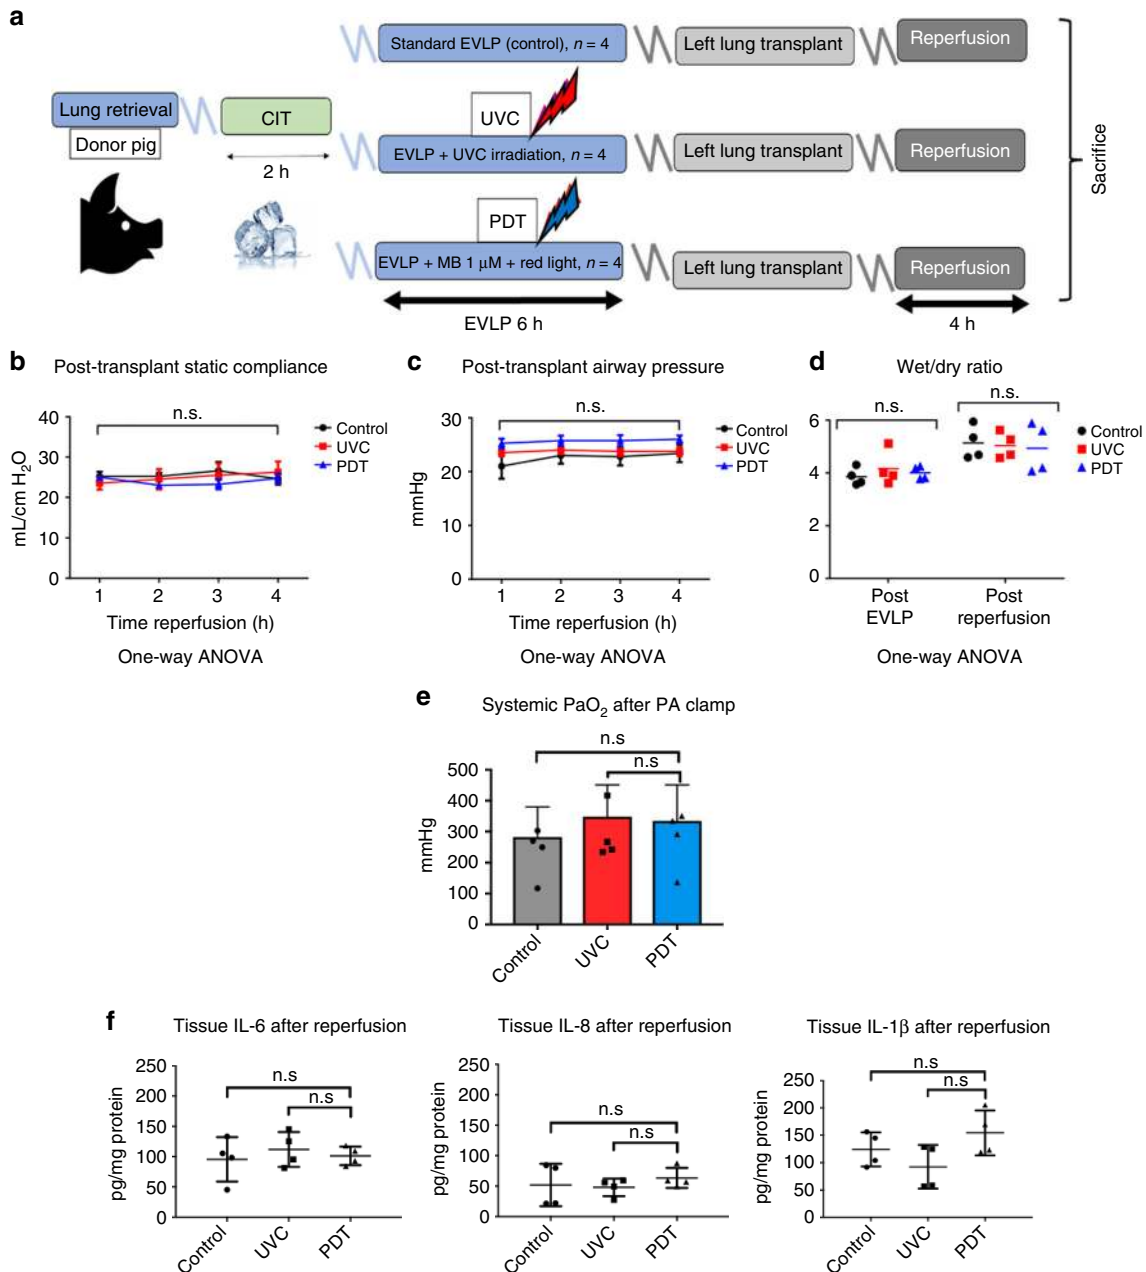 a
Standard EVLP (control), n = 4
Left lung transplant
Reperfusion
Lung retrieval
Donor pig
CIT
2 h
UVC
EVLP + UVC irradiation, n = 4
Left lung transplant
Reperfusion
PDT
EVLP + MB 1 μM + red light, n = 4
Left lung transplant
Reperfusion
EVLP 6 h
4 h
Sacrifice
b
Post-transplant static compliance
n.s.
mL/cm H2O
40
30
20
10
0
1 2 3 4
Time reperfusion (h)
One-way ANOVA
Control
UVC
PDT
c
Post-transplant airway pressure
n.s.
mmHg
30
20
10
0
1 2 3 4
Time reperfusion (h)
One-way ANOVA
Control
UVC
PDT
d
Wet/dry ratio
n.s.
n.s.
6
4
2
0
Post
EVLP
Post
reperfusion
One-way ANOVA
Control
UVC
PDT
e
Systemic PaO2 after PA clamp
n.s
n.s
mmHg
500
400
300
200
100
0
Control
UVC
PDT
f
Tissue IL-6 after reperfusion
n.s
n.s
pg/mg protein
250
200
150
100
50
0
Control
UVC
PDT
Tissue IL-8 after reperfusion
n.s
n.s
pg/mg protein
250
200
150
100
50
0
Control
UVC
PDT
Tissue IL-1β after reperfusion
n.s
n.s
pg/mg protein
250
200
150
100
50
0
Control
UVC
PDT